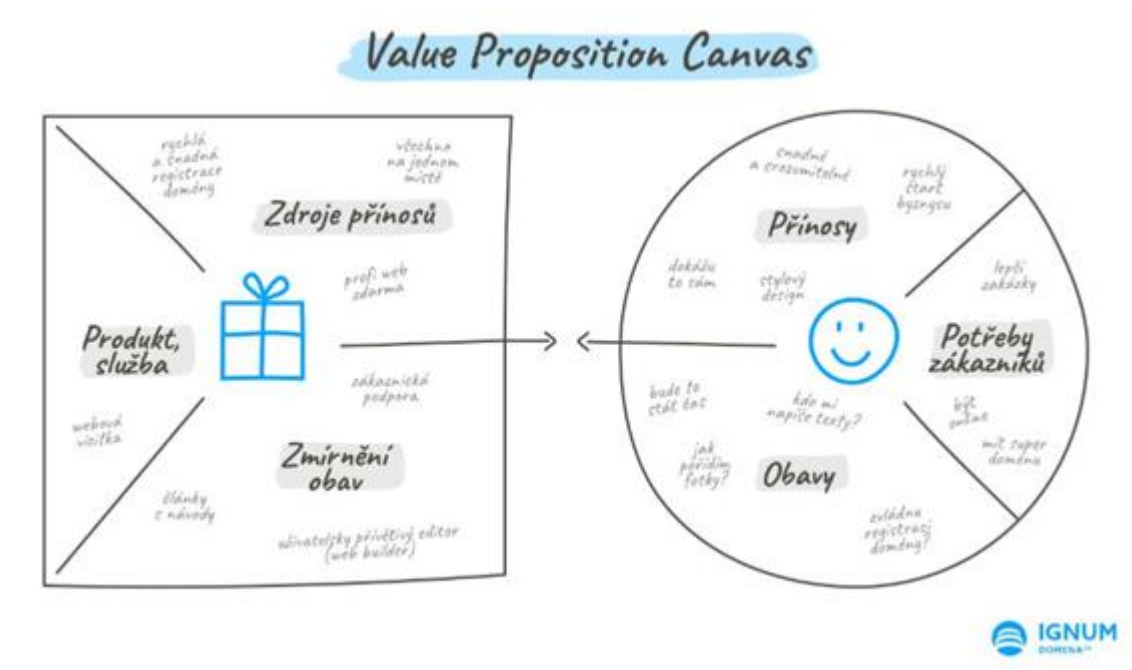 Value Proposition Canvas
rychlá
a snadná
registrace
domény
všechno
na jednom
místě
Zdroje přínosů
profi web
zdarma
Produkt,
služba
webová
vizitka
zákaznická
podpora
Zmírnění
obav
články
s návody
uživatelsky přívětivý editor
(web builder)
snadné
a srozumitelné
rychlý
start
byznysu
Přínosy
dokážu
to sám
stylový
design
lepší
zakázky
Potřeby
zákazníků
být
online
mít super
doménu
bude to
stát čas
kdo mi
napíše texty?
jak
pořídím
fotky?
Obavy
zvládnu
registraci
domény?
IGNUM
DOMENA